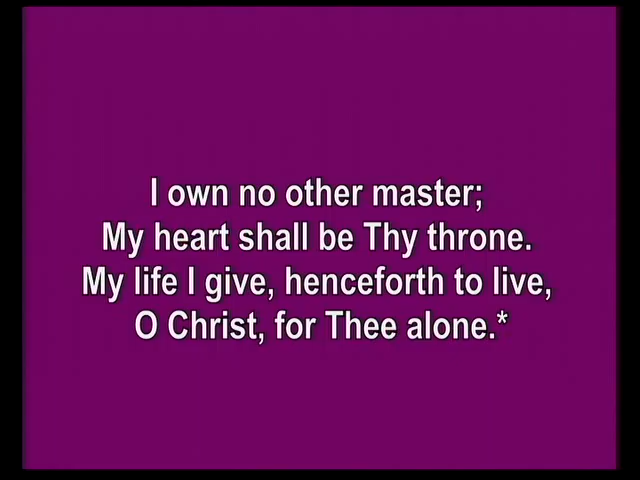 I own no other master;
My heart shall be Thy throne.
My life I give, henceforth to live,
O Christ, for Thee alone.*